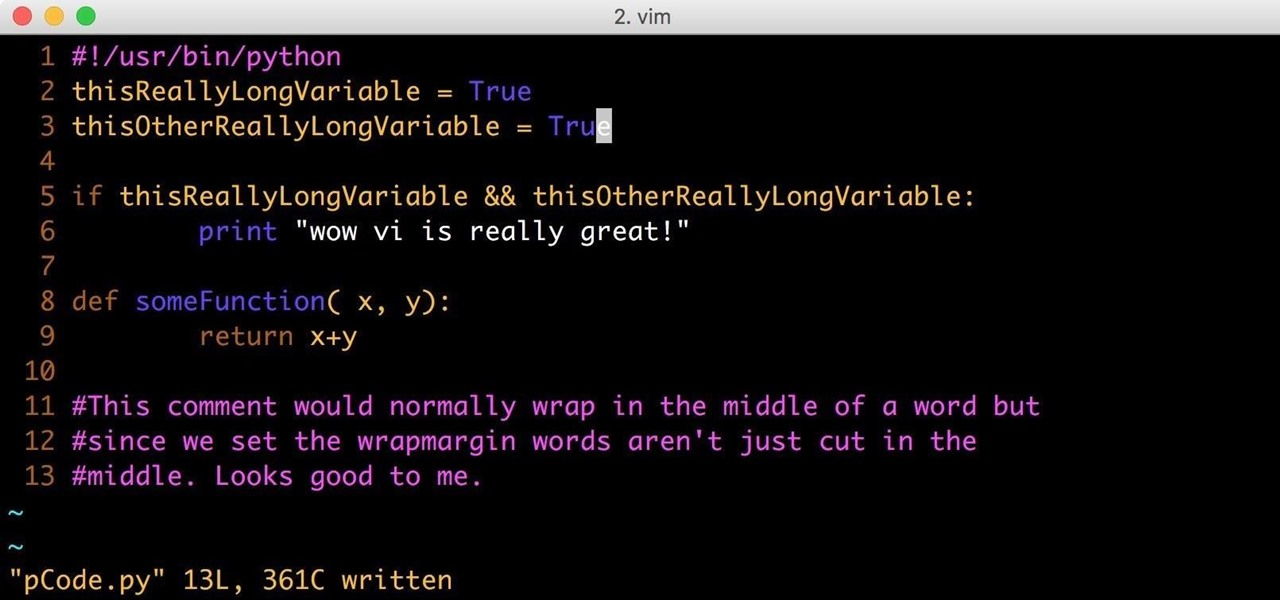 2. vim
1 #!/usr/bin/python
2 thisReallyLongVariable = True
3 thisOtherReallyLongVariable = True
4
5 if thisReallyLongVariable && thisOtherReallyLongVariable:
6         print "wow vi is really great!"
7
8 def someFunction( x, y):
9         return x+y
10
11 #This comment would normally wrap in the middle of a word but
12 #since we set the wrapmargin words aren't just cut in the
13 #middle. Looks good to me.
~
~
"pCode.py" 13L, 361C written